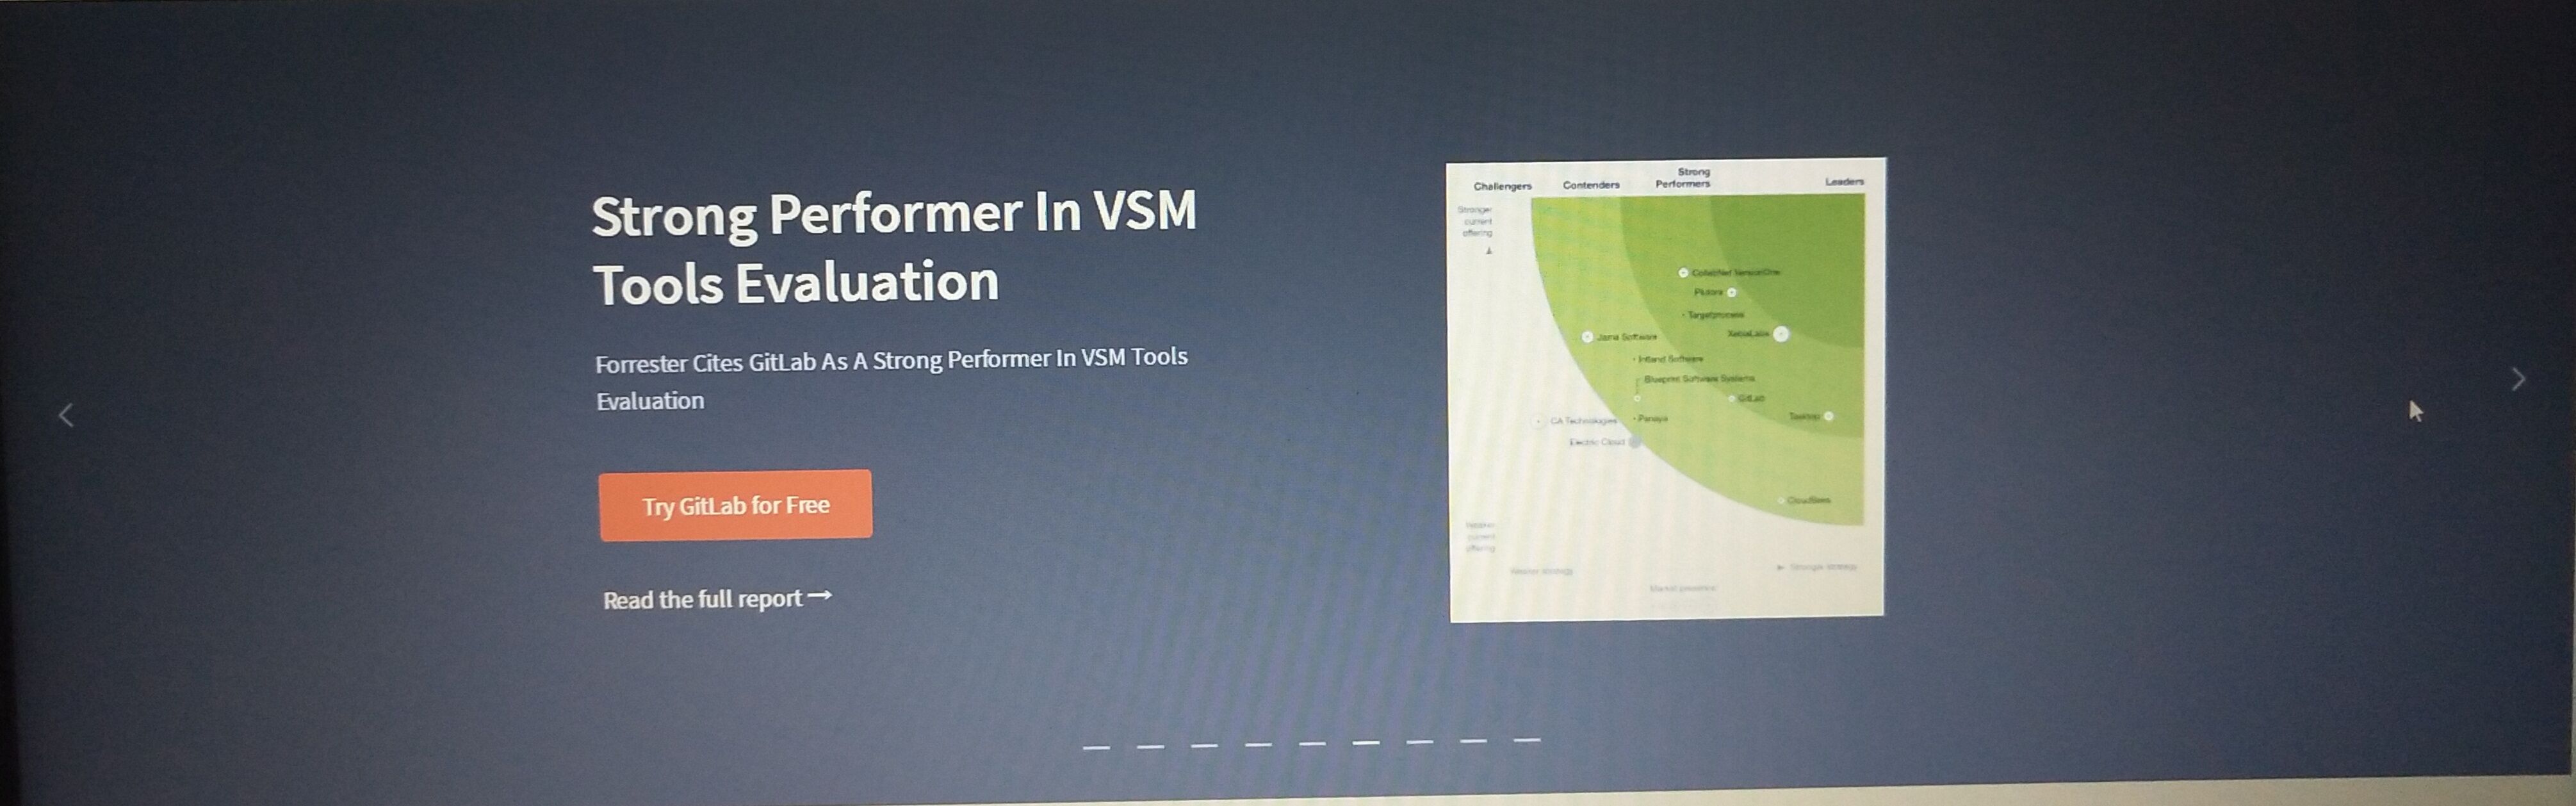 Strong Performer In VSM
Tools Evaluation
Forrester Cites GitLab As A Strong Performer In VSM Tools
Evaluation
Try GitLab for Free
Read the full report →
Challengers
Contenders
Strong
Performers
Leaders
Stronger
current
offering
CollabNet VersionOne
Plutora
Targetprocess
XebiaLabs
Jama Software
Intland Software
Blueprint Software Systems
GitLab
Tasktop
CA Technologies
Panaya
Electric Cloud
CloudBees
Weaker
current
offering
Weaker strategy
Stronger strategy
Market presence